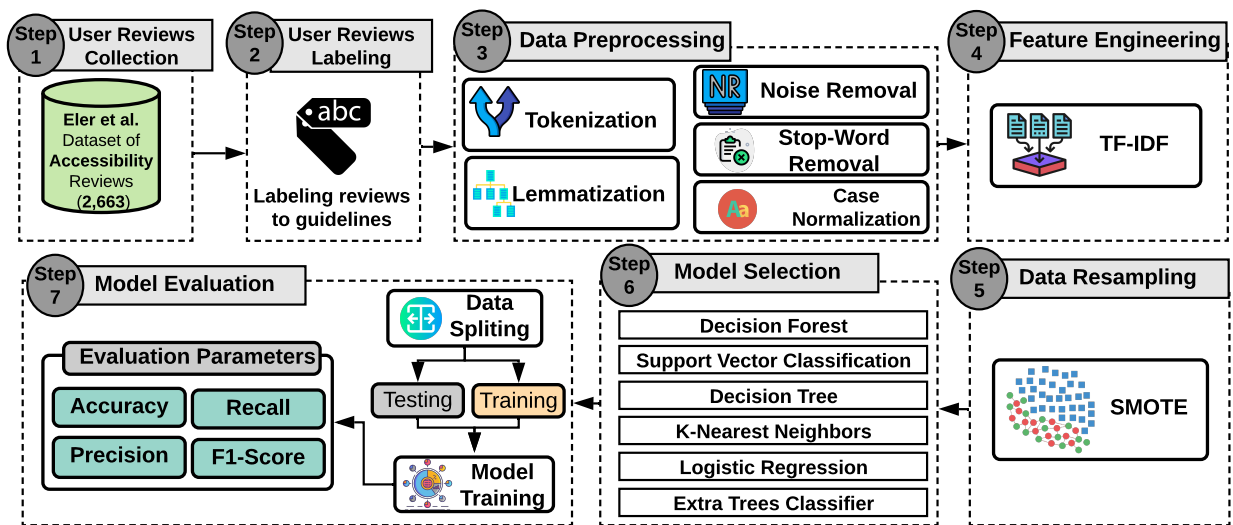 Step
1
User Reviews
Collection
Eler et al.
Dataset of
Accessibility
Reviews
(2,663)
Step
2
User Reviews
Labeling
abc
Labeling reviews
to guidelines
Step
3
Data Preprocessing
Tokenization
Lemmatization
NR
Noise Removal
Stop-Word
Removal
Aa
Case
Normalization
Step
4
Feature Engineering
TF-IDF
Step
5
Data Resampling
SMOTE
Step
6
Model Selection
Decision Forest
Support Vector Classification
Decision Tree
K-Nearest Neighbors
Logistic Regression
Extra Trees Classifier
Step
7
Model Evaluation
Data
Spliting
Testing
Training
Model
Training
Evaluation Parameters
Accuracy
Recall
Precision
F1-Score